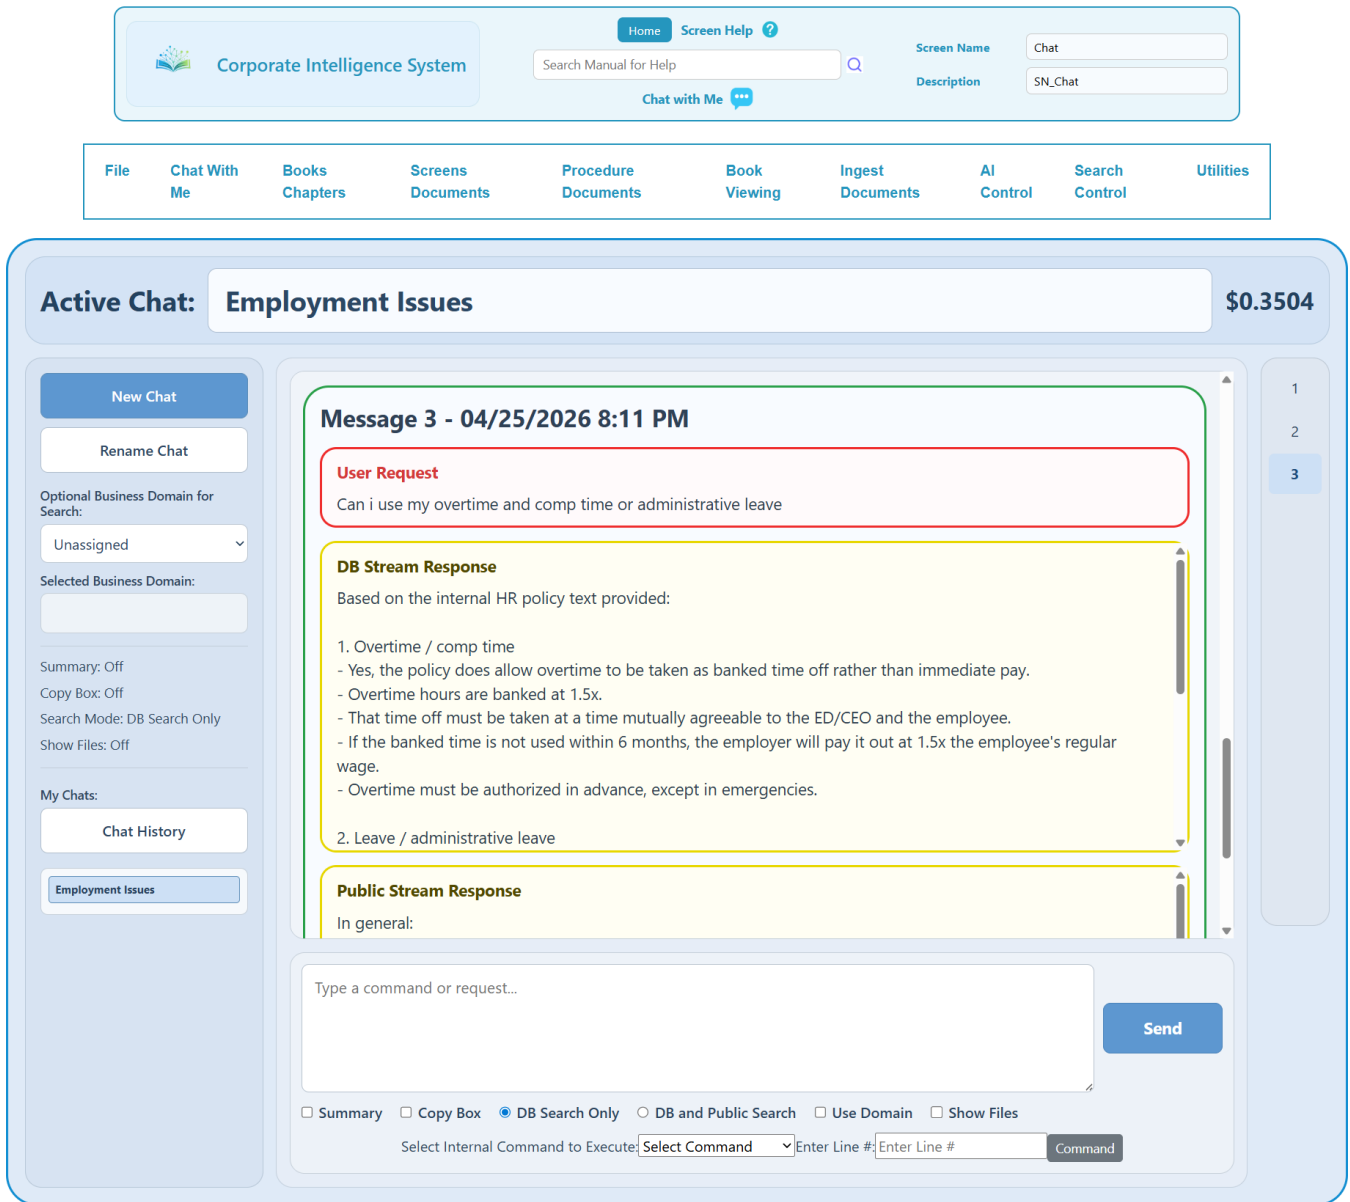 Corporate Intelligence System
Home
Screen Help ?
Search Manual for Help
Chat with Me
Screen Name
Chat
Description
SN_Chat
File
Chat With
Me
Books
Chapters
Screens
Documents
Procedure
Documents
Book
Viewing
Ingest
Documents
AI
Control
Search
Control
Utilities
Active Chat:
Employment Issues
$0.3504
New Chat
Rename Chat
Optional Business Domain for
Search:
Unassigned
Selected Business Domain:
Summary: Off
Copy Box: Off
Search Mode: DB Search Only
Show Files: Off
My Chats:
Chat History
Employment Issues
Message 3 - 04/25/2026 8:11 PM
User Request
Can i use my overtime and comp time or administrative leave
DB Stream Response
Based on the internal HR policy text provided:
1. Overtime / comp time
- Yes, the policy does allow overtime to be taken as banked time off rather than immediate pay.
- Overtime hours are banked at 1.5x.
- That time off must be taken at a time mutually agreeable to the ED/CEO and the employee.
- If the banked time is not used within 6 months, the employer will pay it out at 1.5x the employee's regular
wage.
- Overtime must be authorized in advance, except in emergencies.
2. Leave / administrative leave
Public Stream Response
In general:
1
2
3
Type a command or request...
Send
Summary
Copy Box
DB Search Only
DB and Public Search
Use Domain
Show Files
Select Internal Command to Execute:
Select Command
Enter Line #:
Enter Line #
Command